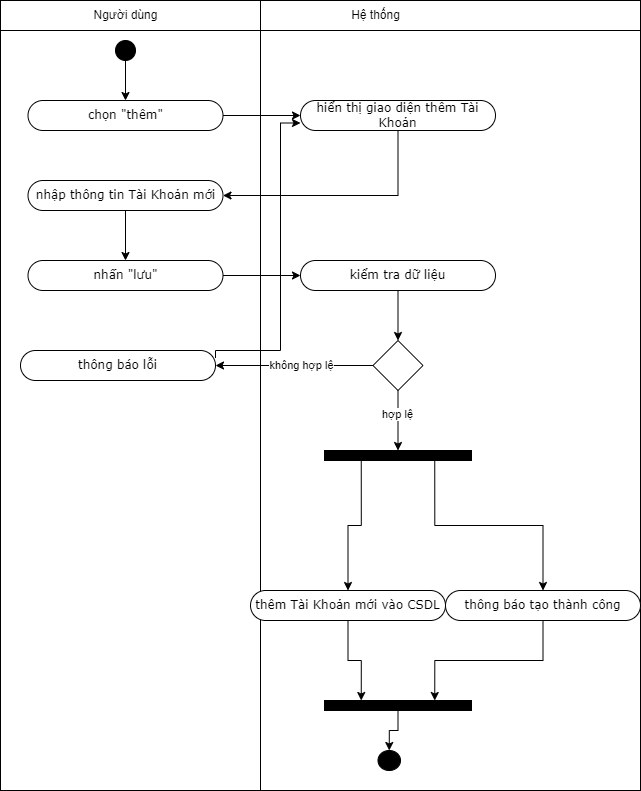 Người dùng
Hệ thống
chọn "thêm"
hiển thị giao diện thêm Tài
Khoản
nhập thông tin Tài Khoản mới
nhấn "lưu"
kiểm tra dữ liệu
thông báo lỗi
không hợp lệ
hợp lệ
thêm Tài Khoản mới vào CSDL
thông báo tạo thành công